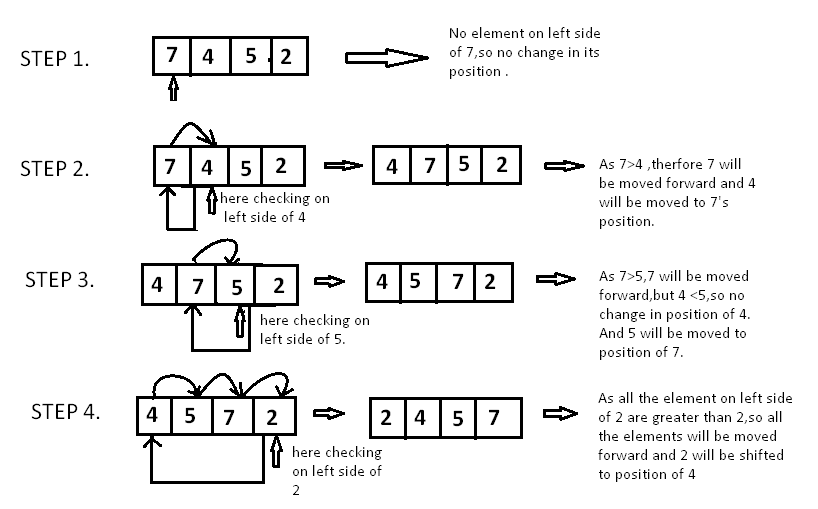 STEP 1.
7 4 5 . 2
No element on left side
of 7,so no change in its
position .
STEP 2.
7 4 5 2
here checking on
left side of 4
4 7 5 2
As 7>4 ,therfore 7 will
be moved forward and 4
will be moved to 7's
position.
STEP 3.
4 7 5 2
here checking on
left side of 5.
4 5 7 2
As 7>5,7 will be moved
forward,but 4 <5,so no
change in position of 4.
And 5 will be moved to
position of 7.
STEP 4.
4 5 7 2
here checking
on left side of
2
2 4 5 7
As all the element on left side
of 2 are greater than 2,so all
the elements will be moved
forward and 2 will be shifted
to position of 4